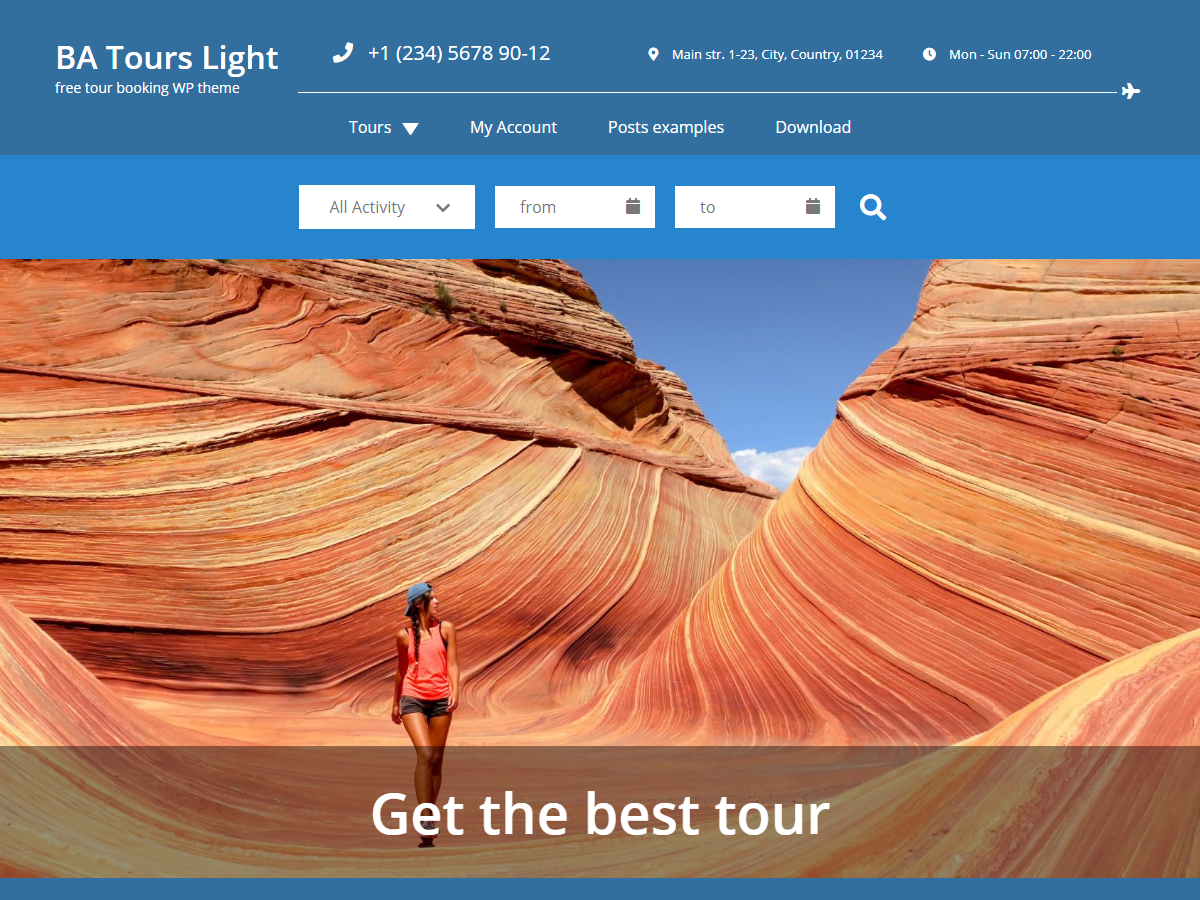 BA Tours Light
free tour booking WP theme
+1 (234) 5678 90-12
Main str. 1-23, City, Country, 01234
Mon - Sun 07:00 - 22:00
Tours
My Account
Posts examples
Download
All Activity
from
to
Get the best tour